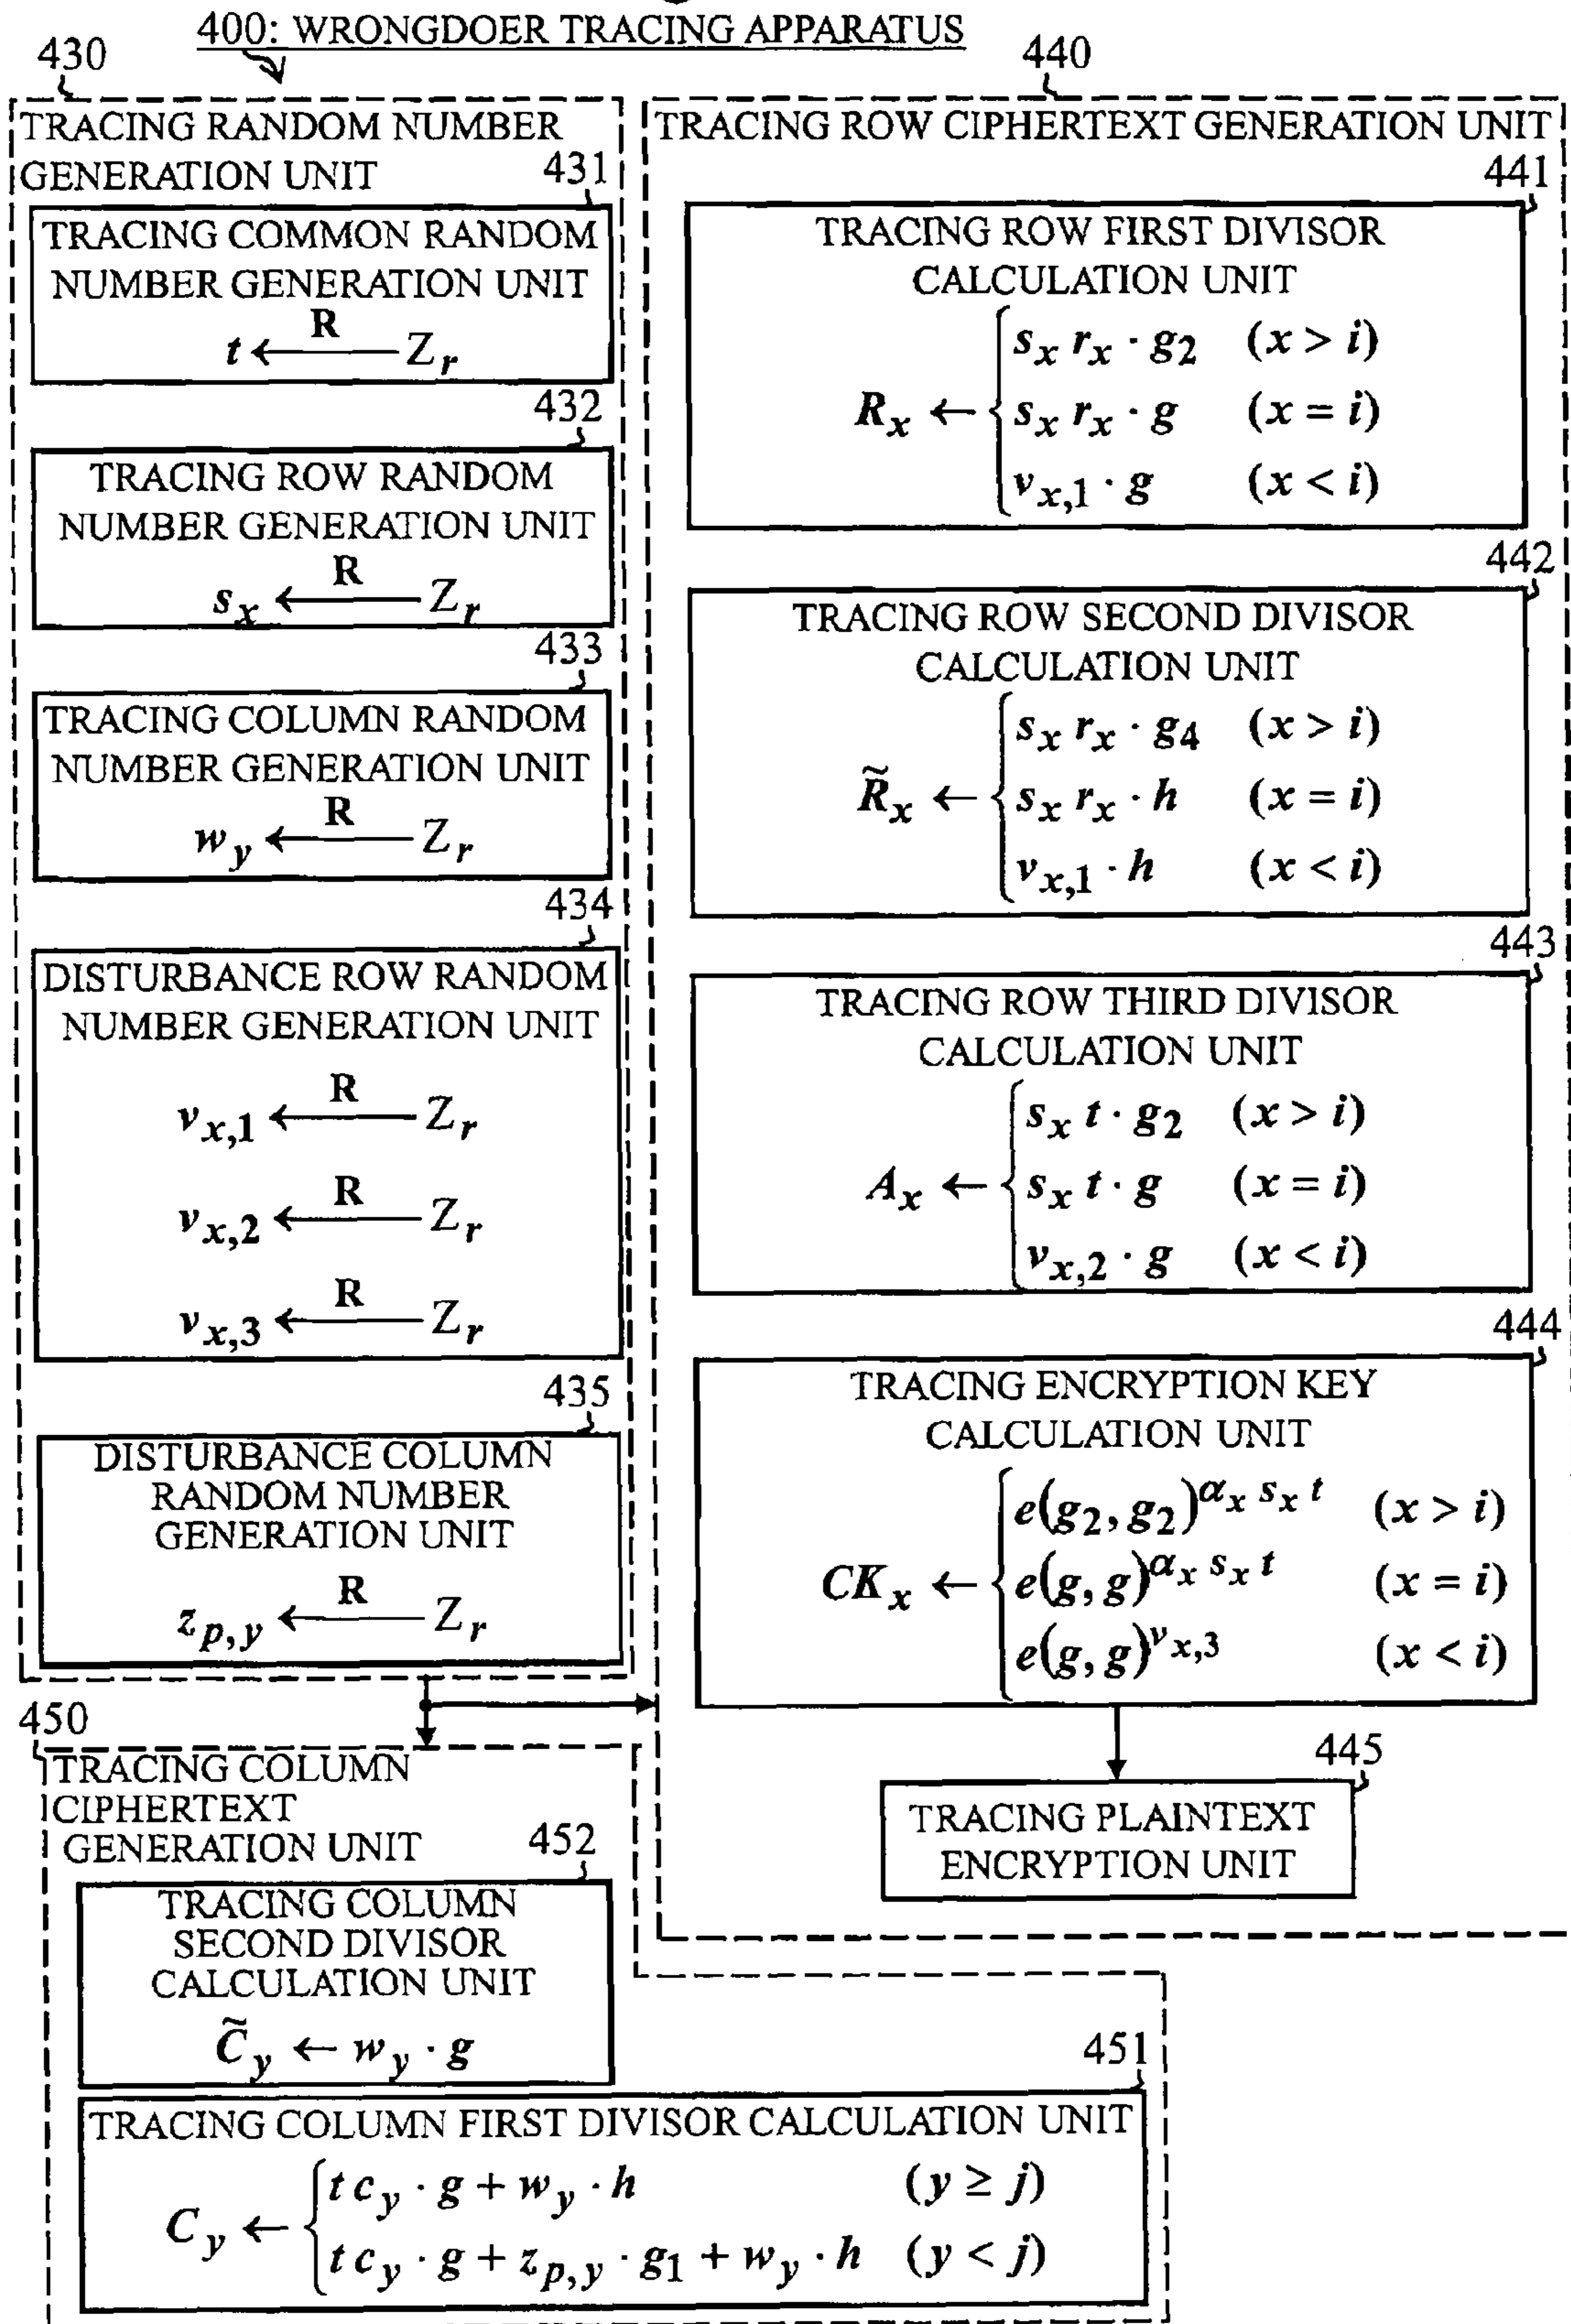 400: WRONGDOER TRACING APPARATUS
430
TRACING RANDOM NUMBER
GENERATION UNIT
431
TRACING COMMON RANDOM
NUMBER GENERATION UNIT
t ←R Z_r
432
TRACING ROW RANDOM
NUMBER GENERATION UNIT
s_x ←R Z_r
433
TRACING COLUMN RANDOM
NUMBER GENERATION UNIT
w_y ←R Z_r
434
DISTURBANCE ROW RANDOM
NUMBER GENERATION UNIT
v_{x,1} ←R Z_r
v_{x,2} ←R Z_r
v_{x,3} ←R Z_r
435
DISTURBANCE COLUMN
RANDOM NUMBER
GENERATION UNIT
z_{p,y} ←R Z_r
440
TRACING ROW CIPHERTEXT GENERATION UNIT
441
TRACING ROW FIRST DIVISOR
CALCULATION UNIT
s_x r_x · g_2 (x > i)
R_x ← { s_x r_x · g (x = i)
v_{x,1} · g (x < i)
442
TRACING ROW SECOND DIVISOR
CALCULATION UNIT
s_x r_x · g_4 (x > i)
R̃_x ← { s_x r_x · h (x = i)
v_{x,1} · h (x < i)
443
TRACING ROW THIRD DIVISOR
CALCULATION UNIT
s_x t · g_2 (x > i)
A_x ← { s_x t · g (x = i)
v_{x,2} · g (x < i)
444
TRACING ENCRYPTION KEY
CALCULATION UNIT
e(g_2, g_2)^{α_x s_x t} (x > i)
CK_x ← { e(g, g)^{α_x s_x t} (x = i)
e(g, g)^{v_{x,3}} (x < i)
445
TRACING PLAINTEXT
ENCRYPTION UNIT
450
TRACING COLUMN
CIPHERTEXT
GENERATION UNIT
452
TRACING COLUMN
SECOND DIVISOR
CALCULATION UNIT
C̃_y ← w_y · g
451
TRACING COLUMN FIRST DIVISOR CALCULATION UNIT
C_y ← { t c_y · g + w_y · h (y ≥ j)
t c_y · g + z_{p,y} · g_1 + w_y · h (y < j)